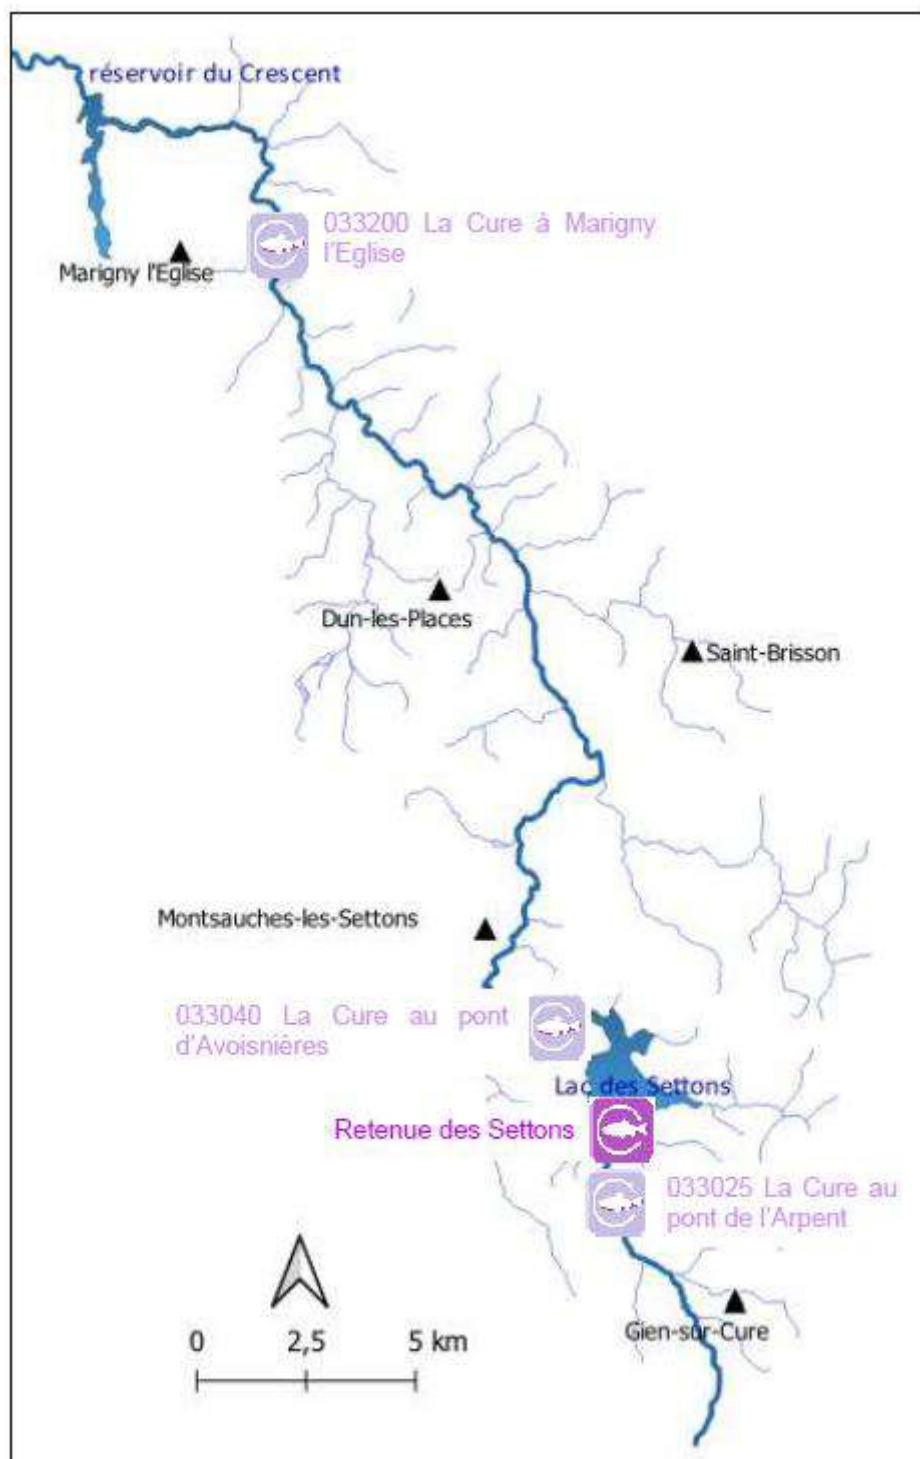 réservoir du Crescent
033200 La Cure à Marigny
l'Eglise
Marigny l'Eglise
Dun-les-Places
Saint-Brisson
Montsauches-les-Settons
033040 La Cure au pont
d'Avoisnières
Lac des Settons
Retenue des Settons
033025 La Cure au
pont de l'Arpent
Gien-sur-Cure
0 2,5 5 km